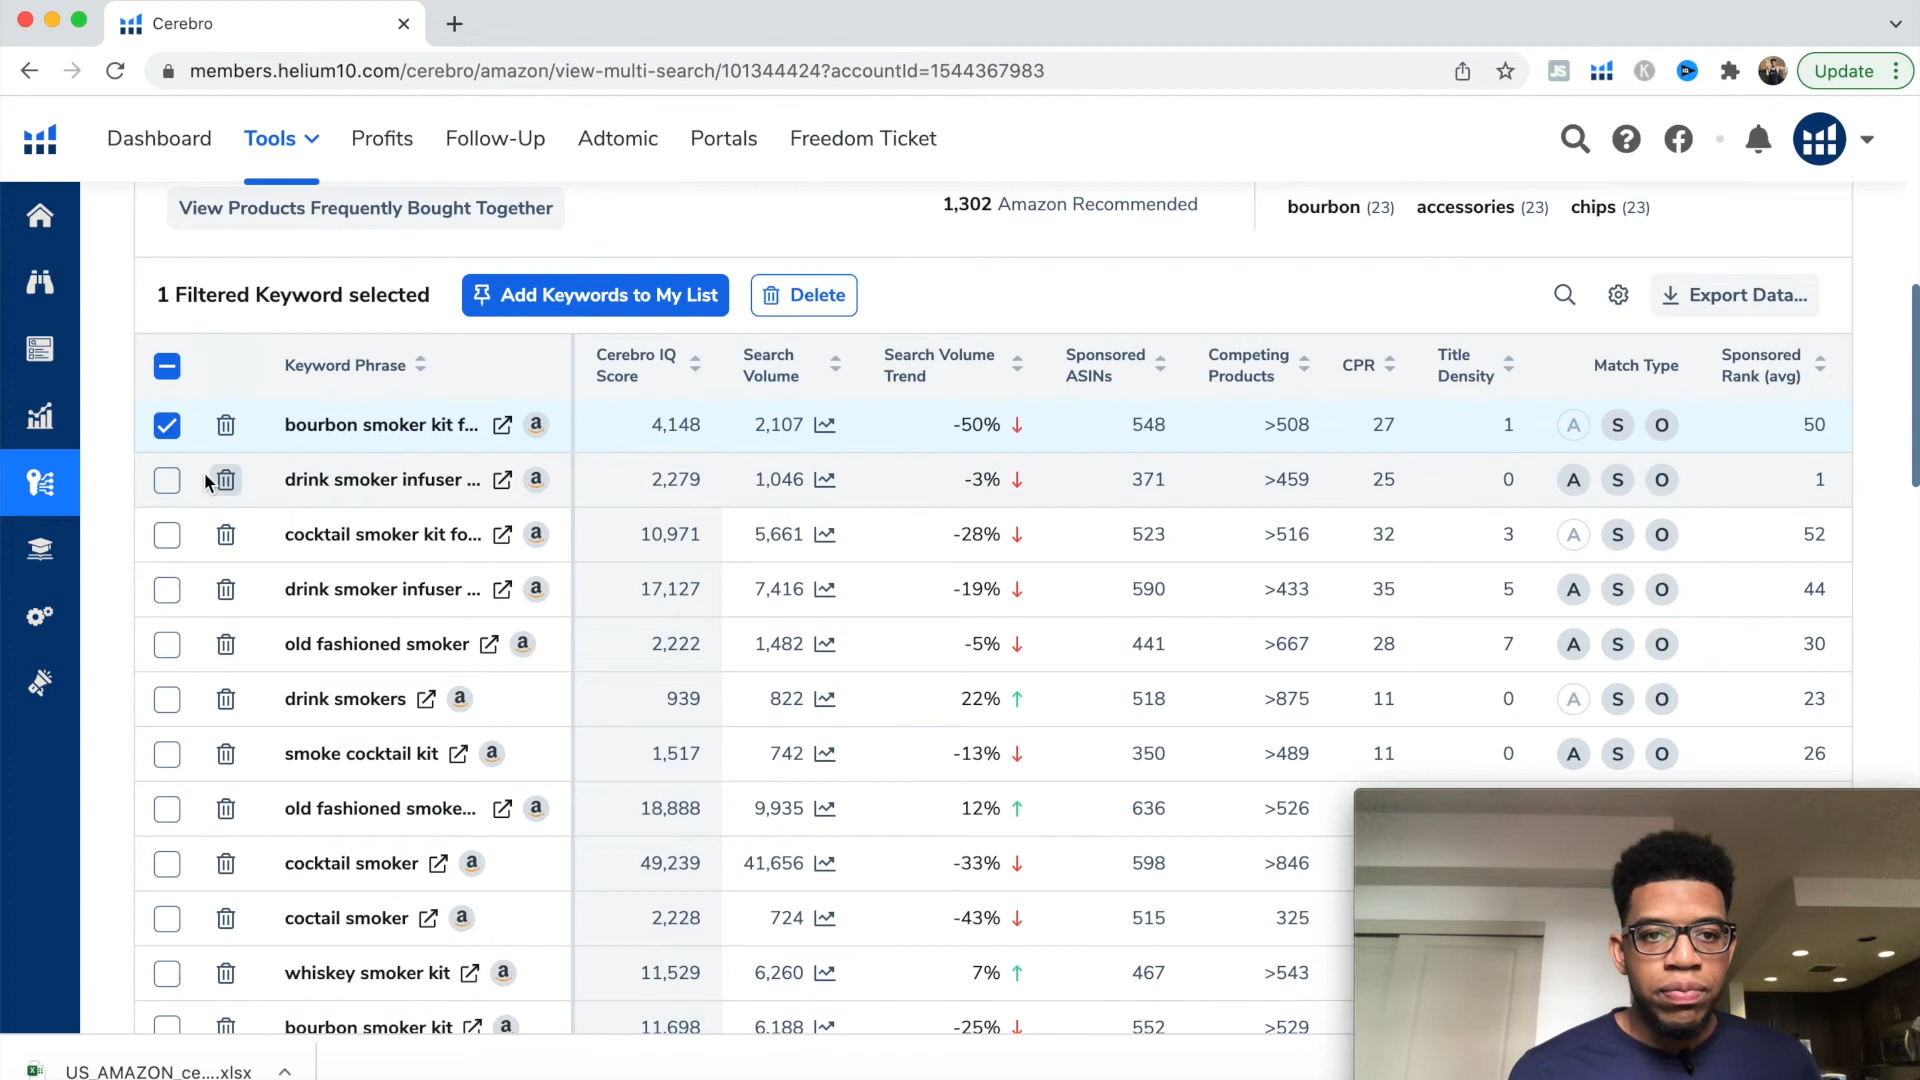 Cerebro
members.helium10.com/cerebro/amazon/view-multi-search/101344424?accountId=1544367983
JS
K
IQ
Update
Dashboard
Tools
Profits
Follow-Up
Adtomic
Portals
Freedom Ticket
View Products Frequently Bought Together
1,302 Amazon Recommended
bourbon (23) accessories (23) chips (23)
1 Filtered Keyword selected
Add Keywords to My List
Delete
Export Data...
Keyword Phrase
Cerebro IQ Score
Search Volume
Search Volume Trend
Sponsored ASINs
Competing Products
CPR
Title Density
Match Type
Sponsored Rank (avg)
bourbon smoker kit f... a 4,148 2,107 -50% 548 >508 27 1 A S O 50
drink smoker infuser ... a 2,279 1,046 -3% 371 >459 25 0 A S O 1
cocktail smoker kit fo... a 10,971 5,661 -28% 523 >516 32 3 A S O 52
drink smoker infuser ... a 17,127 7,416 -19% 590 >433 35 5 A S O 44
old fashioned smoker a 2,222 1,482 -5% 441 >667 28 7 A S O 30
drink smokers a 939 822 22% 518 >875 11 0 A S O 23
smoke cocktail kit a 1,517 742 -13% 350 >489 11 0 A S O 26
old fashioned smoke... a 18,888 9,935 12% 636 >526
cocktail smoker a 49,239 41,656 -33% 598 >846
coctail smoker a 2,228 724 -43% 515 325
whiskey smoker kit a 11,529 6,260 7% 467 >543
bourbon smoker kit a 11,698 6,188 -25% 552 >529
US_AMAZON_ce....xlsx